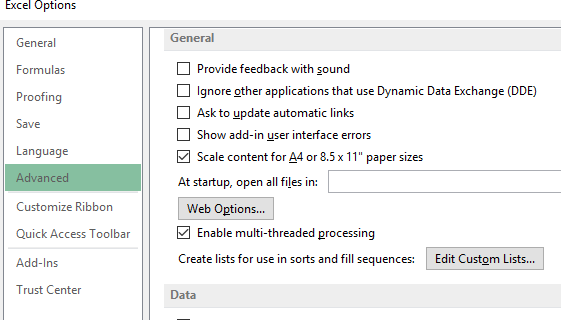 Excel Options
General
Formulas
Proofing
Save
Language
Advanced
Customize Ribbon
Quick Access Toolbar
Add-Ins
Trust Center
General
Provide feedback with sound
Ignore other applications that use Dynamic Data Exchange (DDE)
Ask to update automatic links
Show add-in user interface errors
Scale content for A4 or 8.5 x 11" paper sizes
At startup, open all files in:
Web Options...
Enable multi-threaded processing
Create lists for use in sorts and fill sequences: Edit Custom Lists...
Data